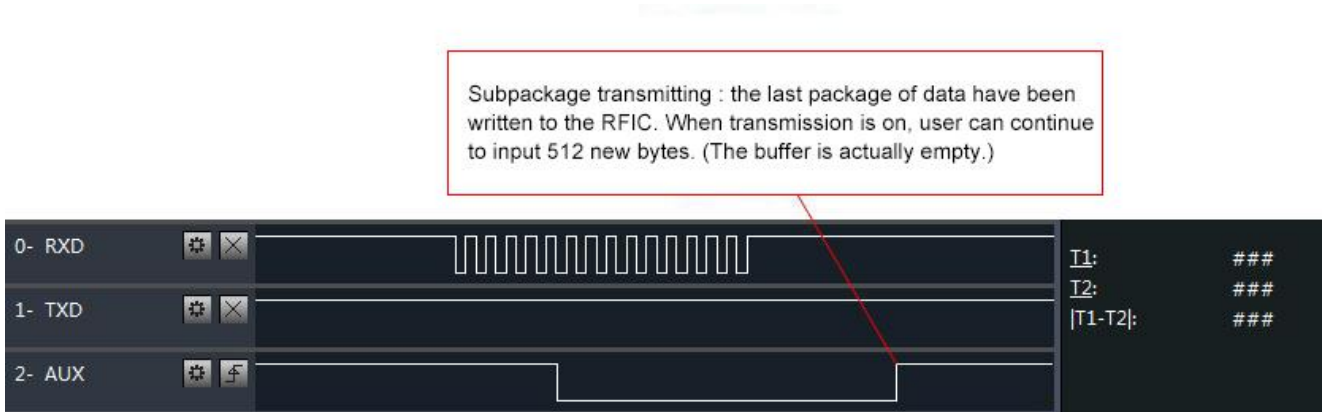 Subpackage transmitting : the last package of data have been
written to the RFIC. When transmission is on, user can continue
to input 512 new bytes. (The buffer is actually empty.)
0- RXD
1- TXD
2- AUX
T1: ###
T2: ###
|T1-T2|: ###